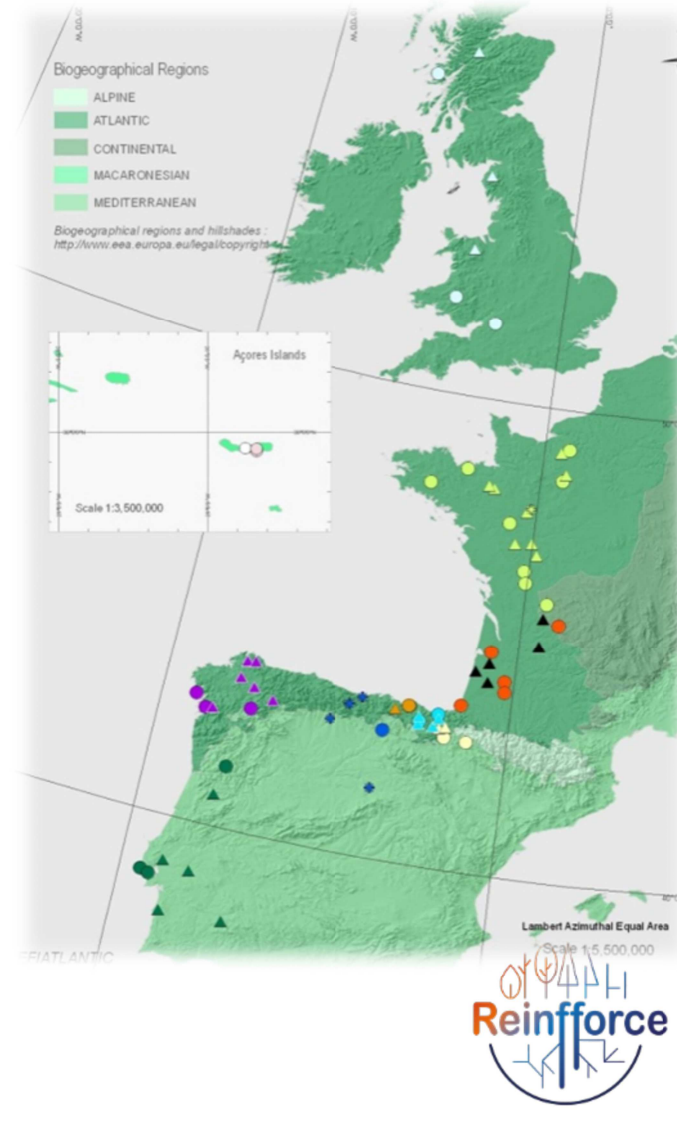 Biogeographical Regions
ALPINE
ATLANTIC
CONTINENTAL
MACARONESIAN
MEDITERRANEAN
Biogeographical regions and hillshades :
http://www.eea.europa.eu/legal/copyright
Açores Islands
Scale 1:3,500,000
Lambert Azimuthal Equal Area
Scale 1:5,500,000
Reinfforce